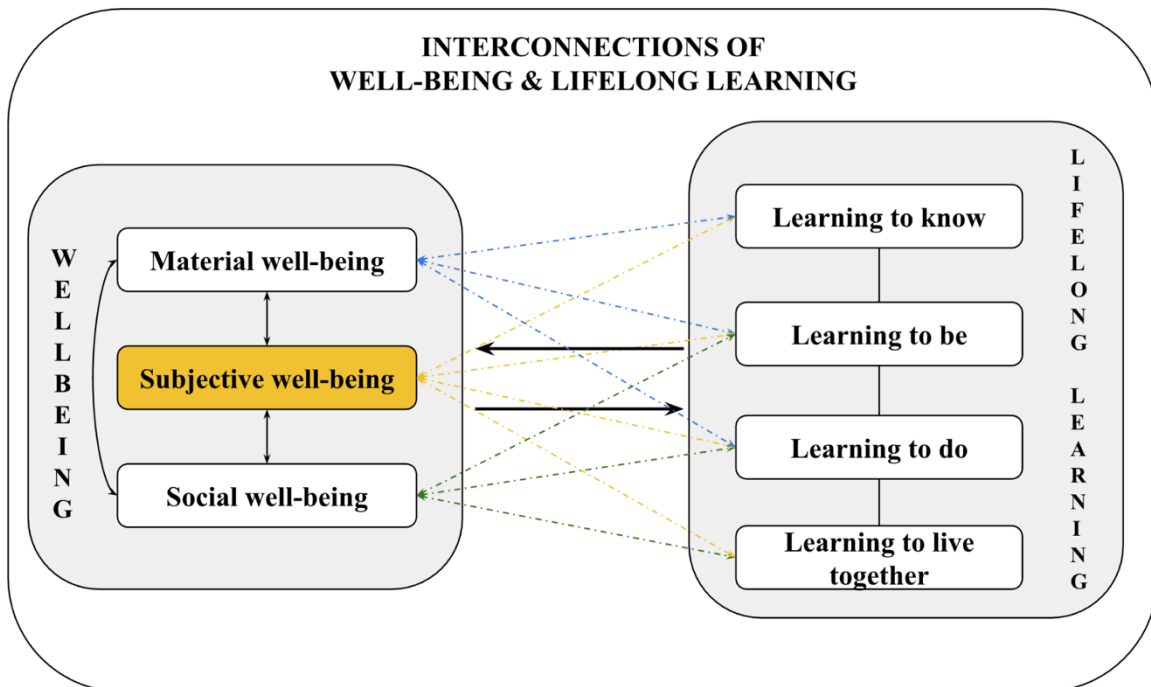 INTERCONNECTIONS OF
WELL-BEING & LIFELONG LEARNING
WELLBEING
Material well-being
Subjective well-being
Social well-being
Learning to know
Learning to be
Learning to do
Learning to live
together
LIFELONG LEARNING